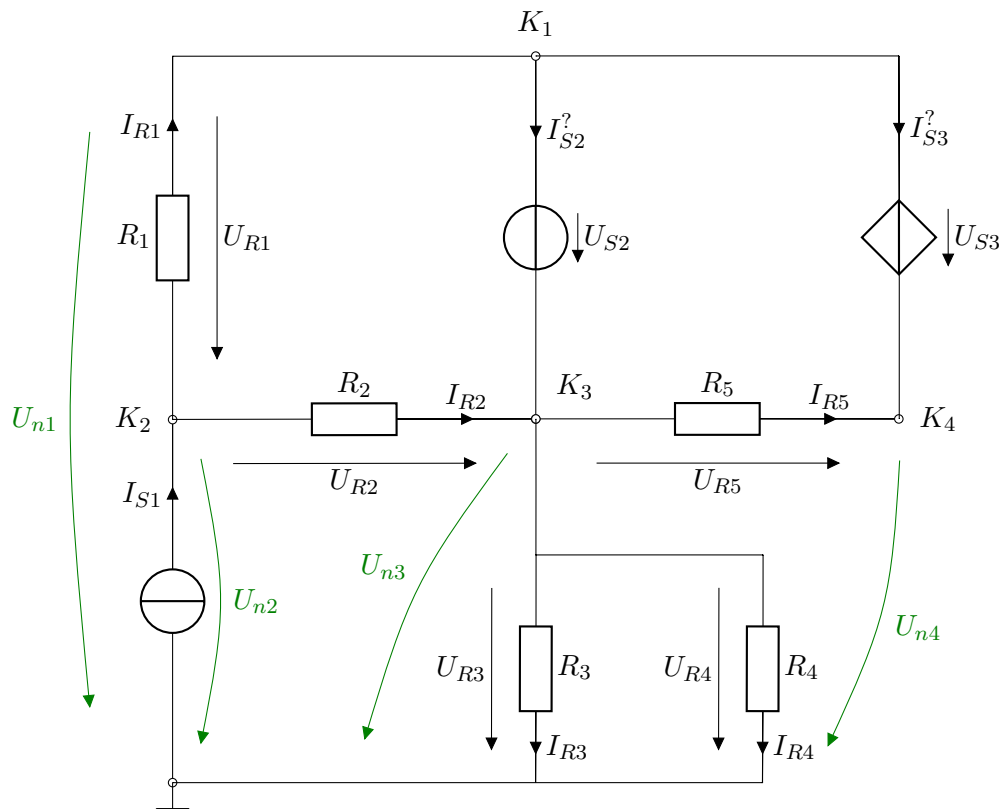 K1
IR1
I?S2
I?S3
R1
UR1
US2
US3
R2
K3
R5
Un1
K2
IR2
IR5
K4
UR2
UR5
IS1
Un3
Un2
Un4
UR3
R3
UR4
R4
IR3
IR4